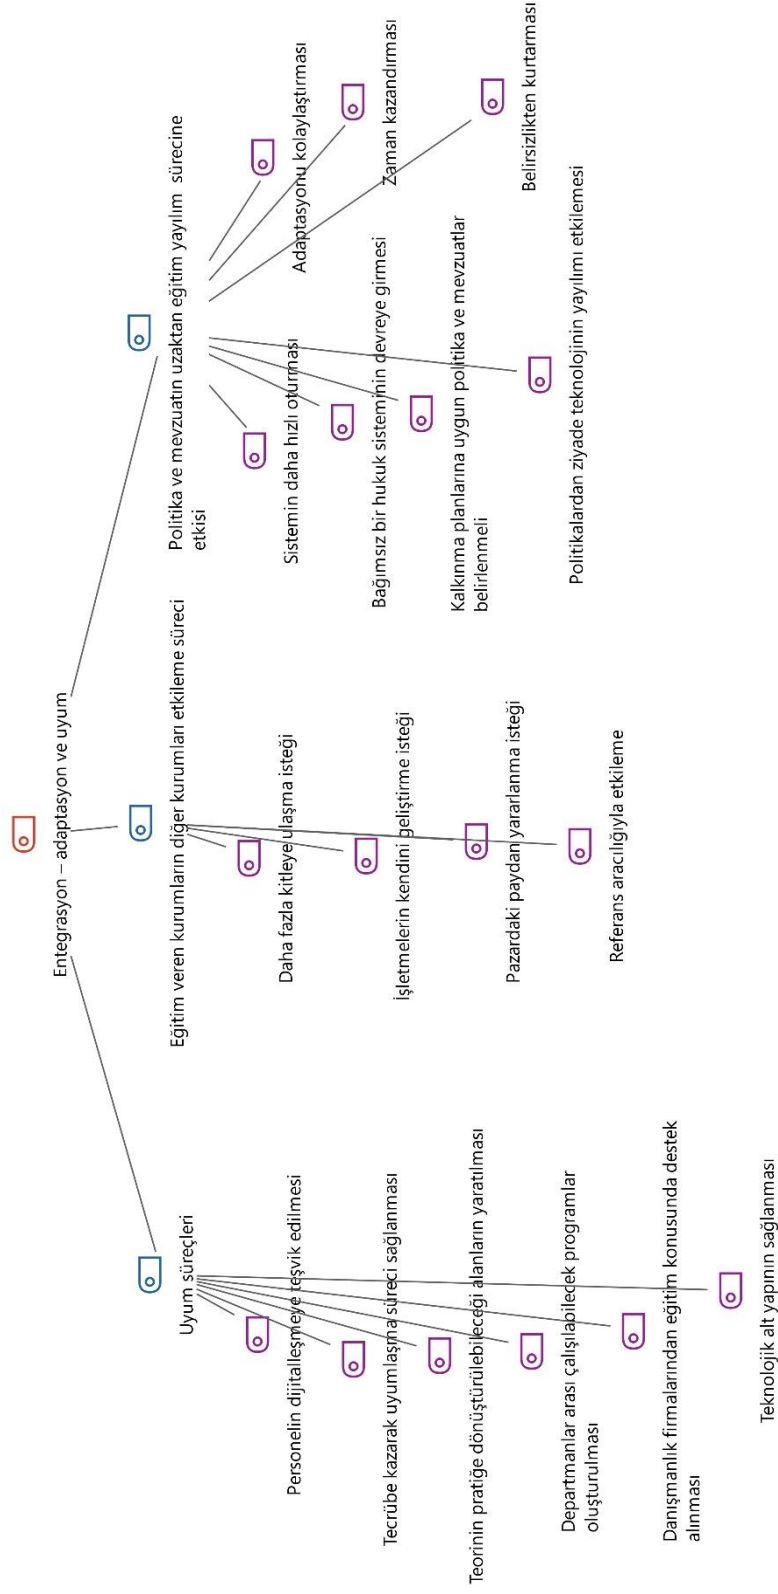 Entegrasyon – adaptasyon ve uyum
Uyum süreçleri
Personelin dijitalleşmeye teşvik edilmesi
Tecrübe kazarak uyumlaşma süreci sağlanması
Teorinin pratiğe dönüştürülebileceği alanların yaratılması
Departmanlar arası çalışılabilecek programlar
oluşturulması
Danışmanlık firmalarından eğitim konusunda destek
alınması
Teknolojik alt yapının sağlanması
Eğitim veren kurumların diğer kurumları etkileme süreci
Daha fazla kitleye ulaşma isteği
İşletmelerin kendini geliştirme isteği
Pazardaki paydan yararlanma isteği
Referans aracılığıyla etkileme
Politika ve mevzuatın uzaktan eğitim yayılım sürecine
etkisi
Sistemin daha hızlı oturması
Bağımsız bir hukuk sisteminin devreye girmesi
Kalkınma planlarına uygun politika ve mevzuatlar
belirlenmeli
Politikalardan ziyade teknolojinin yayılımı etkilemesi
Adaptasyonu kolaylaştırması
Zaman kazandırması
Belirsizlikten kurtarması